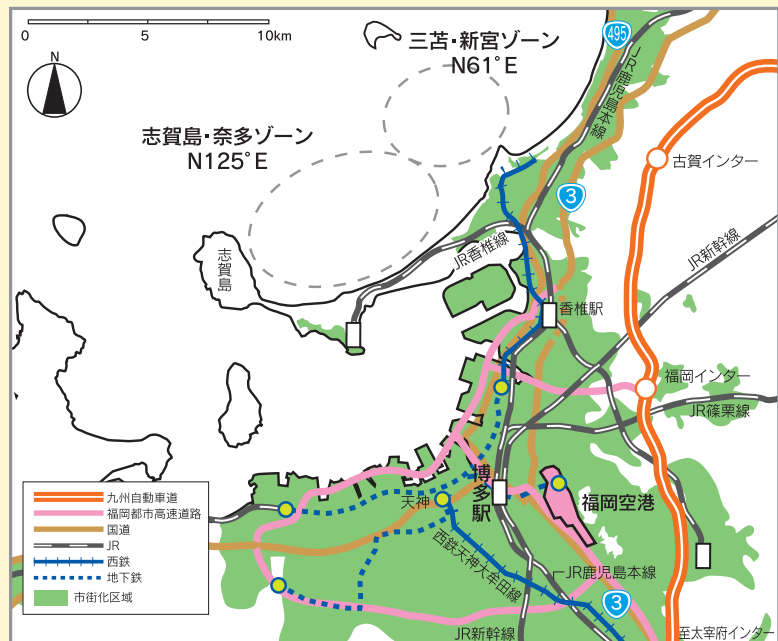 0
5
10km
N
三苫・新宮ゾーン
N61°E
志賀島・奈多ゾーン
N125°E
志賀島
495
JR鹿児島本線
3
古賀インター
JR新幹線
JR香椎線
香椎駅
福岡インター
JR篠栗線
博多駅
福岡空港
天神
西鉄天神大牟田線
JR鹿児島本線
3
JR新幹線
至太宰府インター
九州自動車道
福岡都市高速道路
国道
JR
西鉄
地下鉄
市街化区域